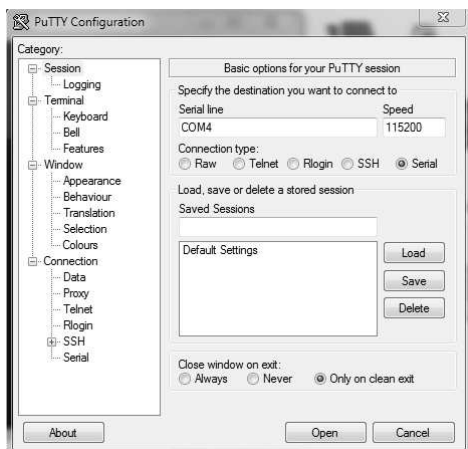 PuTTY Configuration
Category:
Session
Logging
Terminal
Keyboard
Bell
Features
Window
Appearance
Behaviour
Translation
Selection
Colours
Connection
Data
Proxy
Telnet
Rlogin
SSH
Serial
Basic options for your PuTTY session
Specify the destination you want to connect to
Serial line Speed
COM4 115200
Connection type:
Raw Telnet Rlogin SSH Serial
Load, save or delete a stored session
Saved Sessions
Default Settings
Load
Save
Delete
Close window on exit:
Always Never Only on clean exit
About Open Cancel